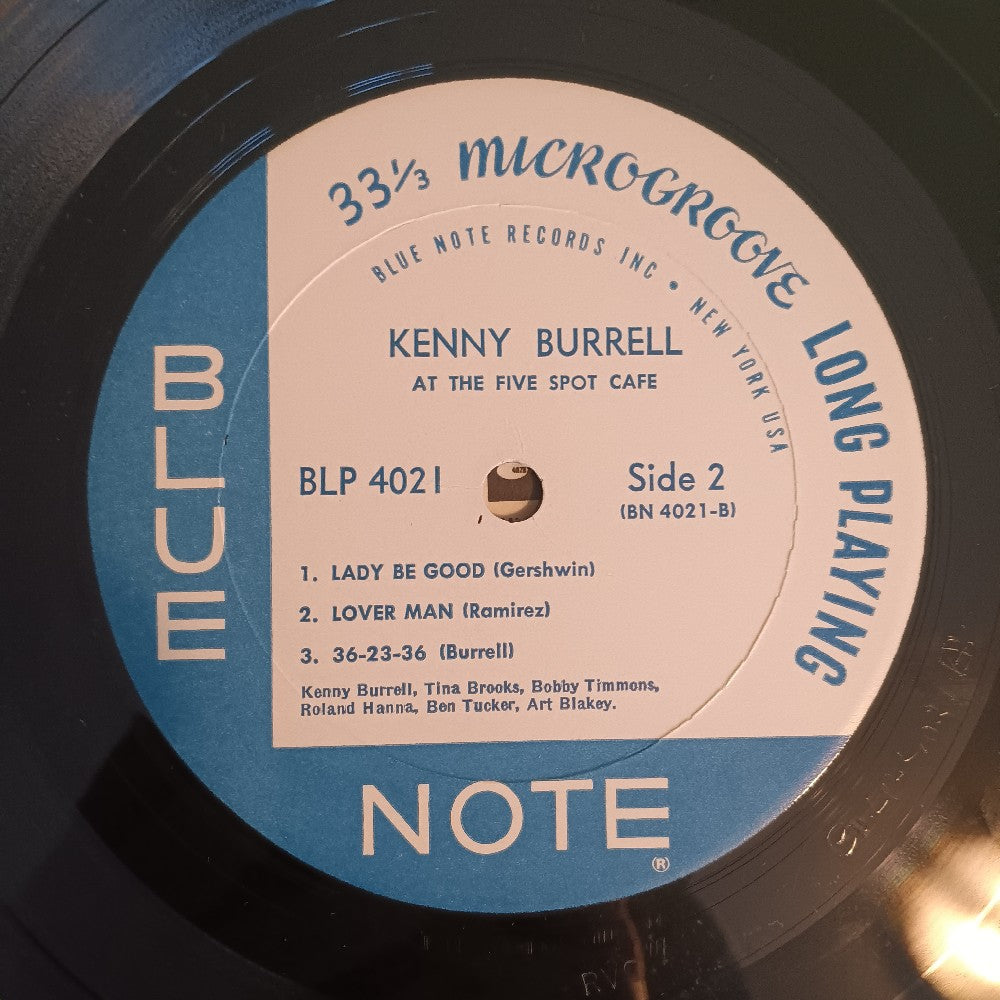 33⅓ MICROGROOVE LONG PLAYING
BLUE NOTE RECORDS INC • NEW YORK USA
KENNY BURRELL
AT THE FIVE SPOT CAFE
BLP 4021
Side 2
(BN 4021-B)
1. LADY BE GOOD (Gershwin)
2. LOVER MAN (Ramirez)
3. 36-23-36 (Burrell)
Kenny Burrell, Tina Brooks, Bobby Timmons,
Roland Hanna, Ben Tucker, Art Blakey.
BLUE
NOTE
®